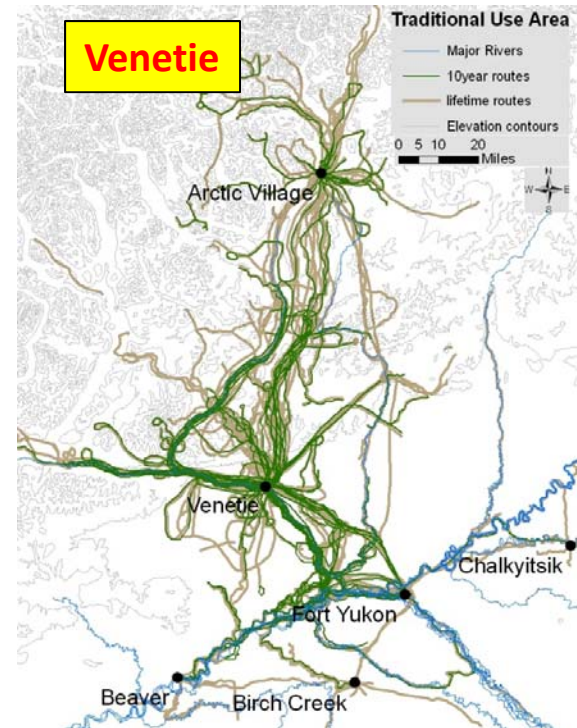 Venetie
Traditional Use Area
Major Rivers
10year routes
lifetime routes
Elevation contours
0 5 10 20
Miles
N
W E
S
Arctic Village
Venetie
Chalkyitsik
Fort Yukon
Beaver
Birch Creek